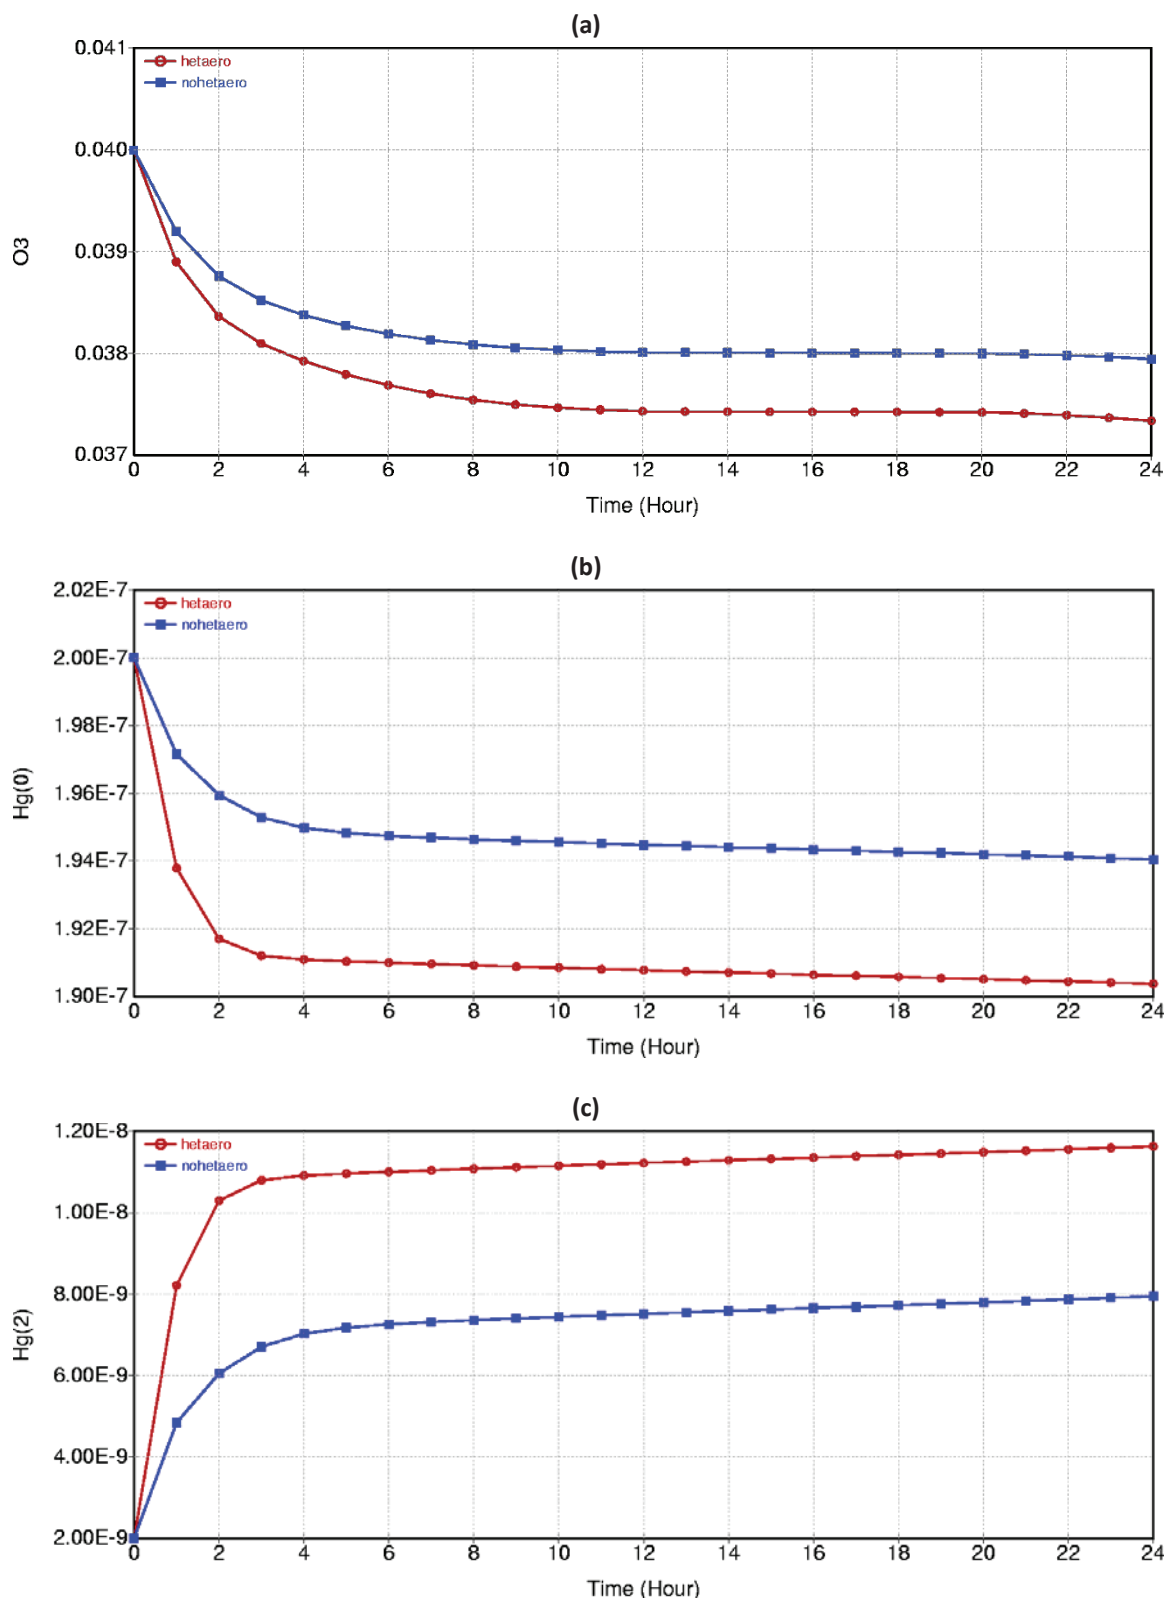 (a)
0.041
hetaero
nohetaero
0.040
0.039
0.038
0.037
O3
0 2 4 6 8 10 12 14 16 18 20 22 24
Time (Hour)
(b)
2.02E-7
hetaero
nohetaero
2.00E-7
1.98E-7
1.96E-7
1.94E-7
1.92E-7
1.90E-7
Hg(0)
0 2 4 6 8 10 12 14 16 18 20 22 24
Time (Hour)
(c)
1.20E-8
hetaero
nohetaero
1.00E-8
8.00E-9
6.00E-9
4.00E-9
2.00E-9
Hg(2)
0 2 4 6 8 10 12 14 16 18 20 22 24
Time (Hour)